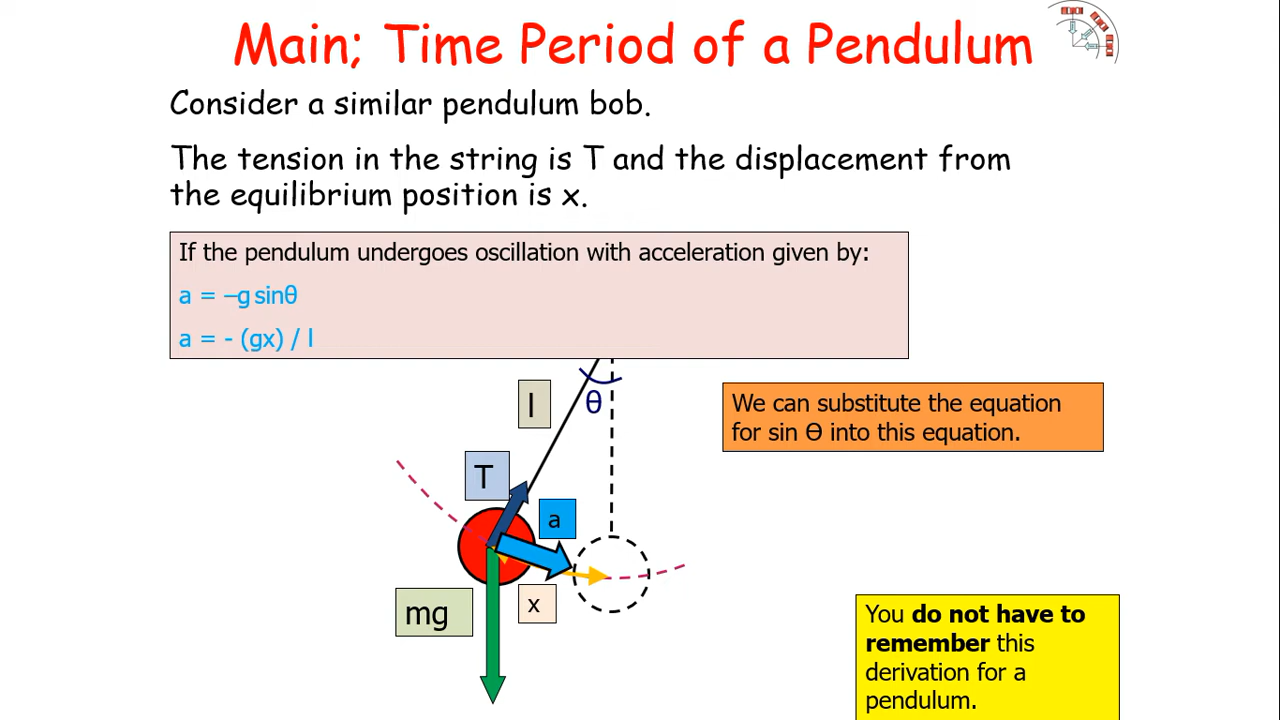 Main; Time Period of a Pendulum
Consider a similar pendulum bob.
The tension in the string is T and the displacement from
the equilibrium position is x.
If the pendulum undergoes oscillation with acceleration given by:
a = –g sinθ
a = - (gx) / l
l
θ
We can substitute the equation
for sin Θ into this equation.
T
a
x
mg
You do not have to
remember this
derivation for a
pendulum.